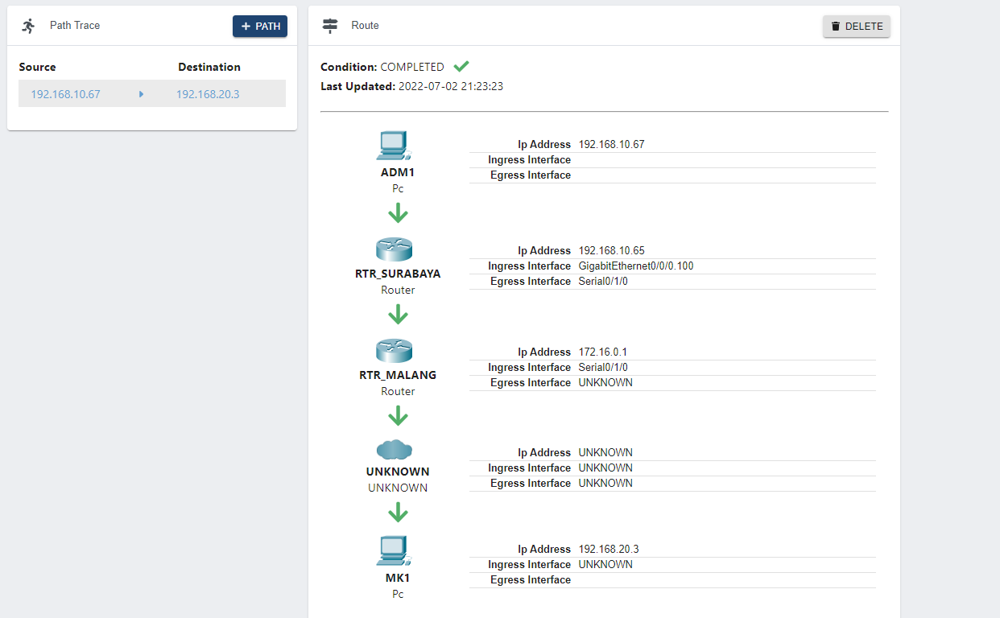 Path Trace
+ PATH
Source Destination
192.168.10.67 192.168.20.3
Route
DELETE
Condition: COMPLETED
Last Updated: 2022-07-02 21:23:23
ADM1
Pc
Ip Address 192.168.10.67
Ingress Interface
Egress Interface
RTR_SURABAYA
Router
Ip Address 192.168.10.65
Ingress Interface GigabitEthernet0/0/0.100
Egress Interface Serial0/1/0
RTR_MALANG
Router
Ip Address 172.16.0.1
Ingress Interface Serial0/1/0
Egress Interface UNKNOWN
UNKNOWN
UNKNOWN
Ip Address UNKNOWN
Ingress Interface UNKNOWN
Egress Interface UNKNOWN
MK1
Pc
Ip Address 192.168.20.3
Ingress Interface UNKNOWN
Egress Interface